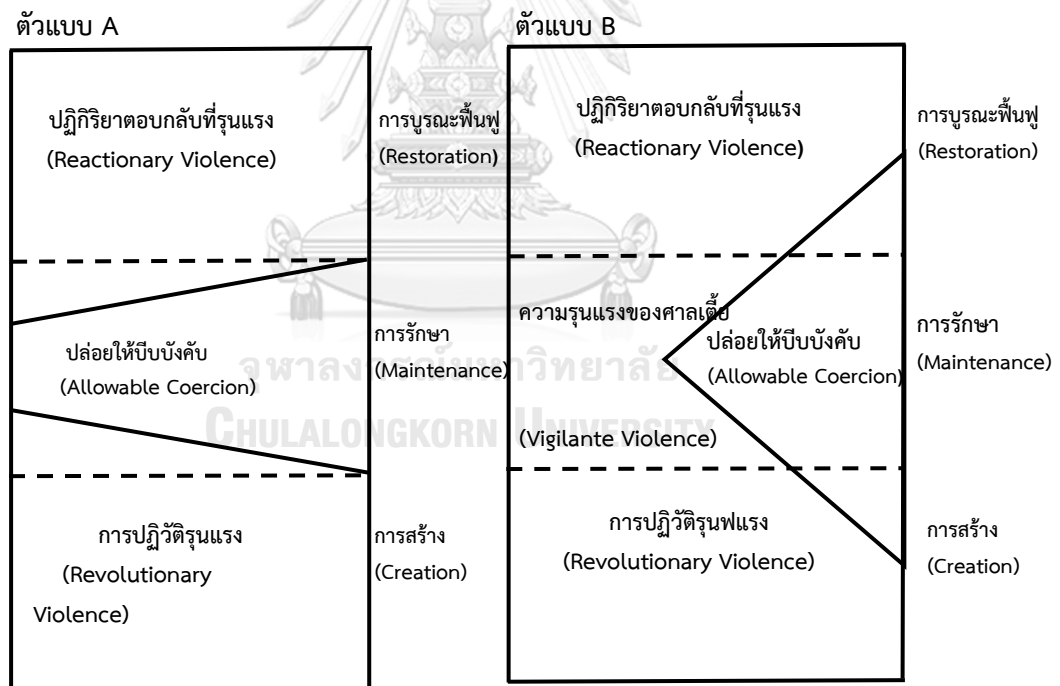 ตัวแบบ A
ปฏิกิริยาตอบกลับที่รุนแรง
(Reactionary Violence)
การบูรณะฟื้นฟู
(Restoration)
ปล่อยให้บีบบังคับ
(Allowable Coercion)
การรักษา
(Maintenance)
การปฏิวัติรุนแรง
(Revolutionary
Violence)
การสร้าง
(Creation)
ตัวแบบ B
ปฏิกิริยาตอบกลับที่รุนแรง
(Reactionary Violence)
การบูรณะฟื้นฟู
(Restoration)
ความรุนแรงของศาลเตี้ย
(Vigilante Violence)
ปล่อยให้บีบบังคับ
(Allowable Coercion)
การรักษา
(Maintenance)
การปฏิวัติรุนฟแรง
(Revolutionary Violence)
การสร้าง
(Creation)
จุฬาลงกรณ์มหาวิทยาลัย
CHULALONGKORN UNIVERSITY